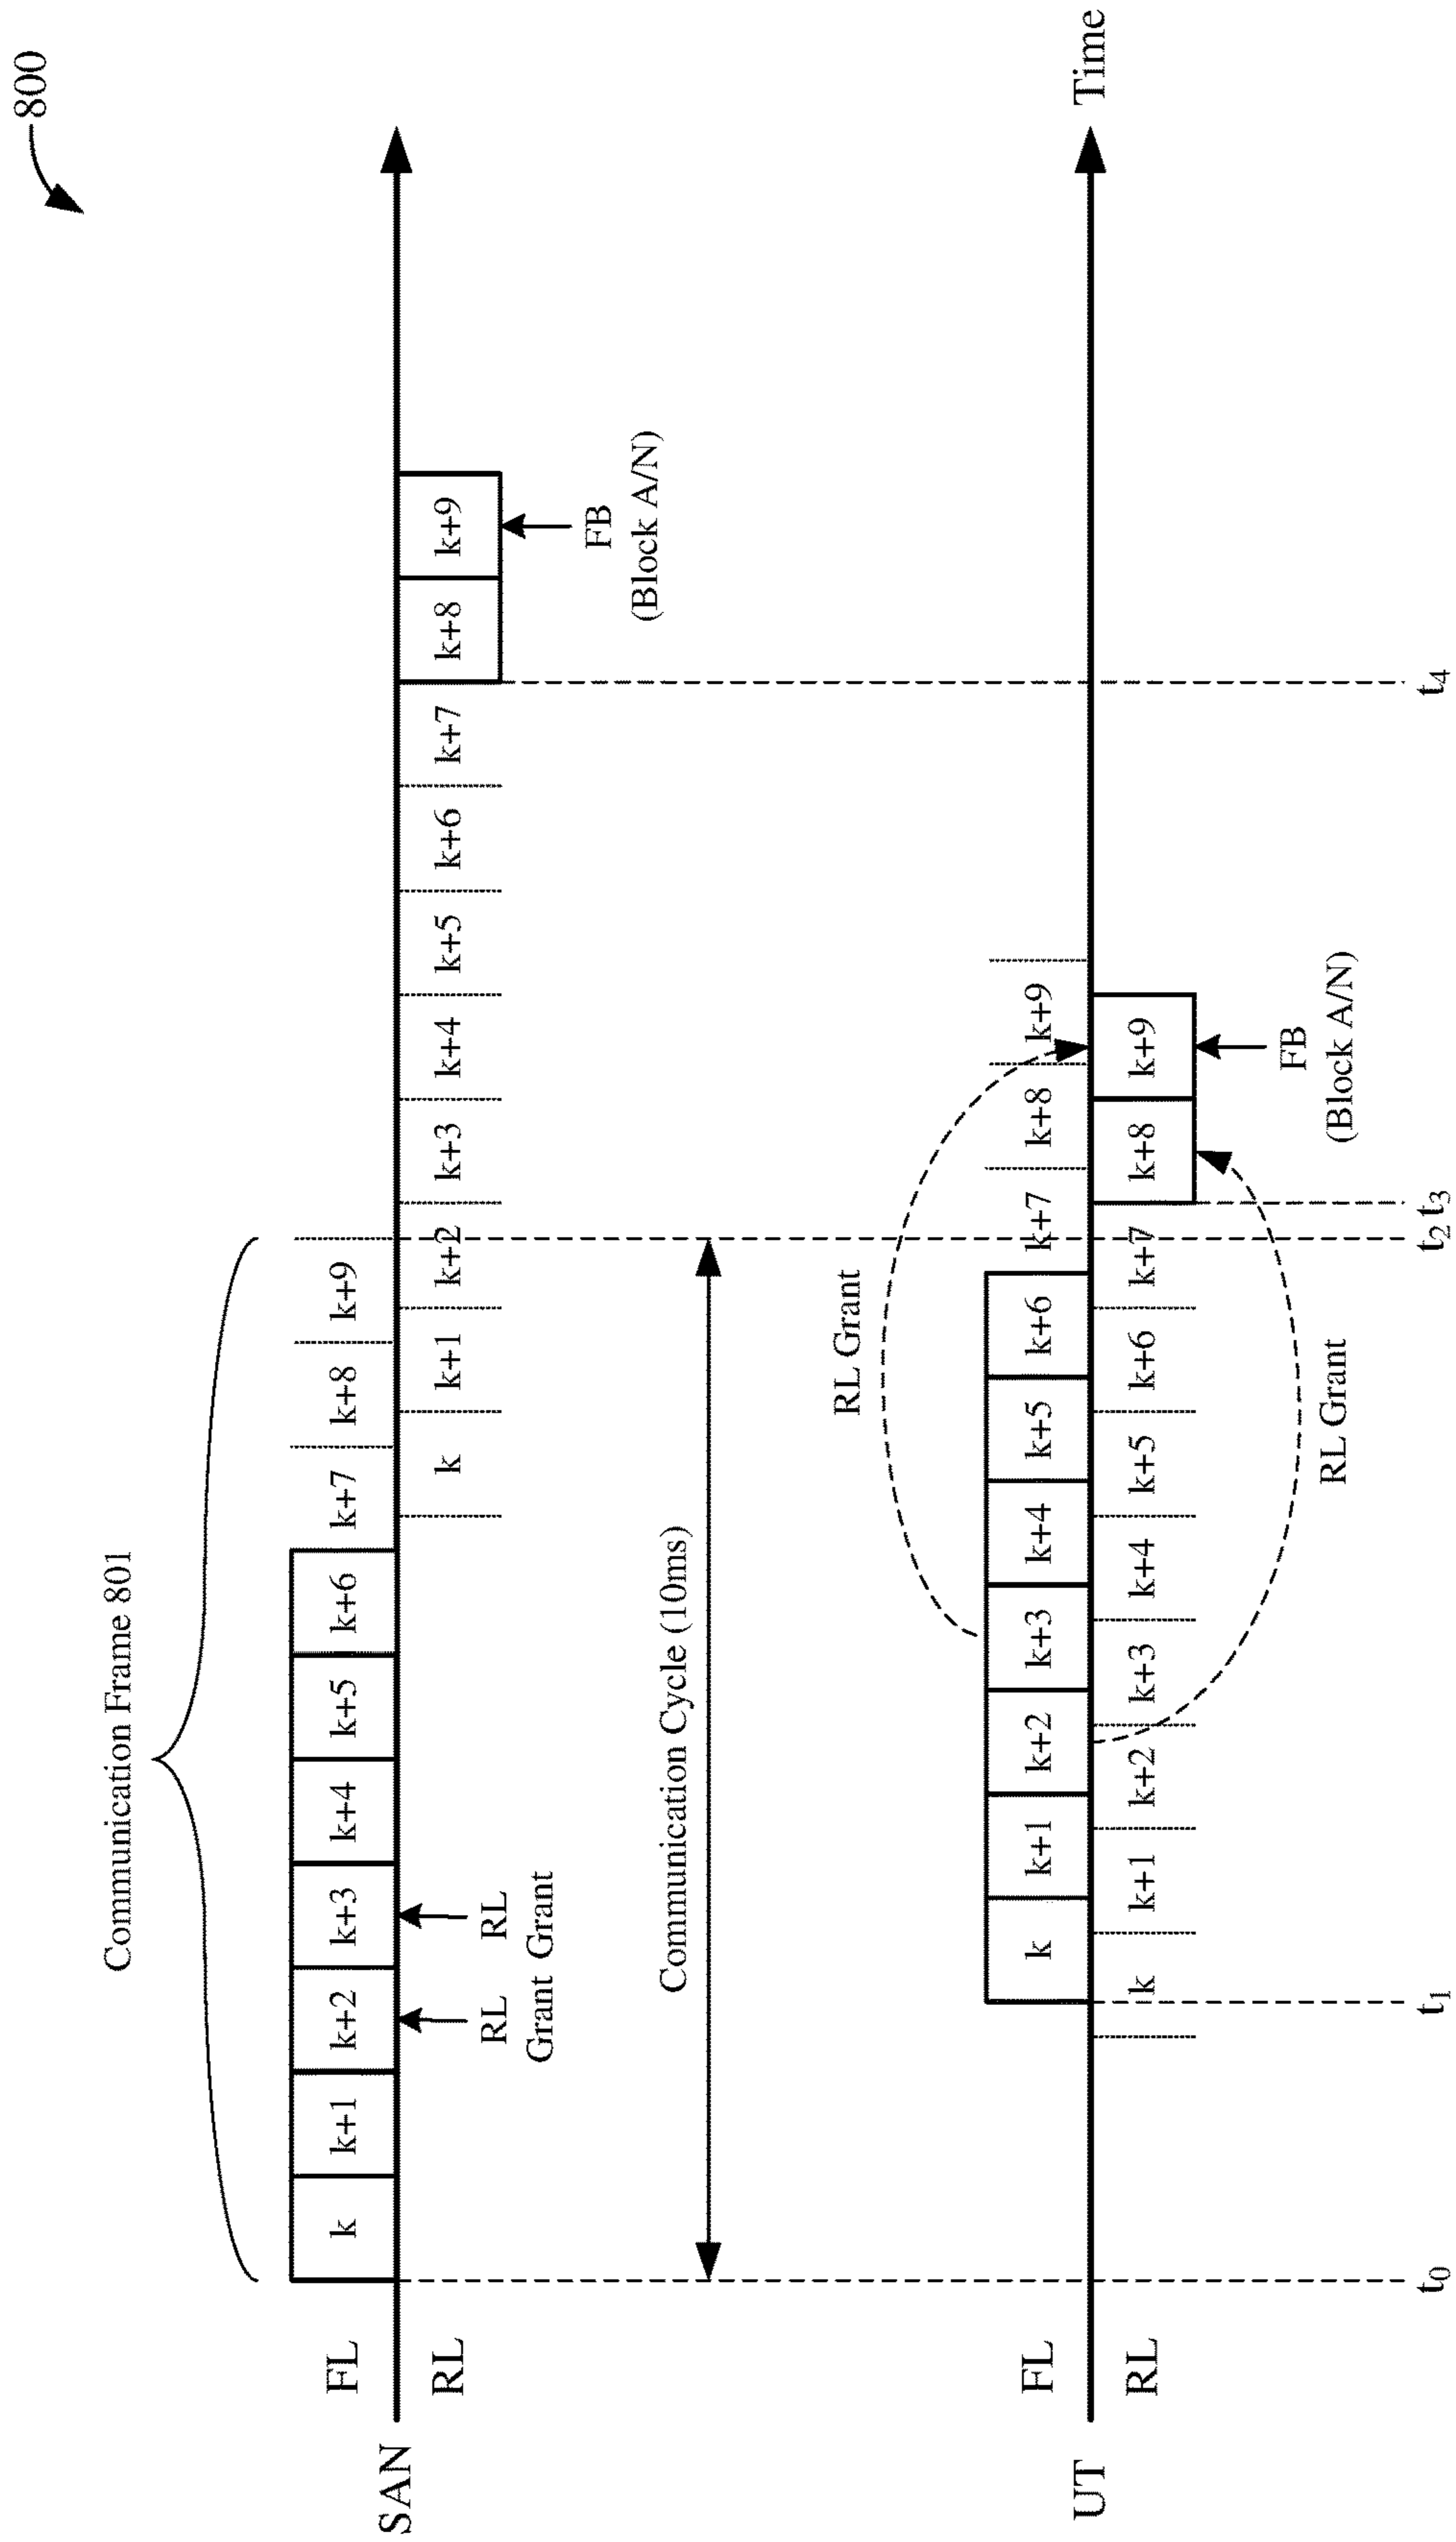 800
Communication Frame 801
FL k k+1 k+2 k+3 k+4 k+5 k+6 k+7 k+8 k+9
SAN
RL k k+1 k+2 k+3 k+4 k+5 k+6 k+7 k+8 k+9
RL RL
Grant Grant
FB
(Block A/N)
Communication Cycle (10ms)
RL Grant
FL k k+1 k+2 k+3 k+4 k+5 k+6 k+7 k+8 k+9
UT
Time
RL k k+1 k+2 k+3 k+4 k+5 k+6 k+7 k+8 k+9
RL Grant
FB
(Block A/N)
t0 t1 t2 t3 t4